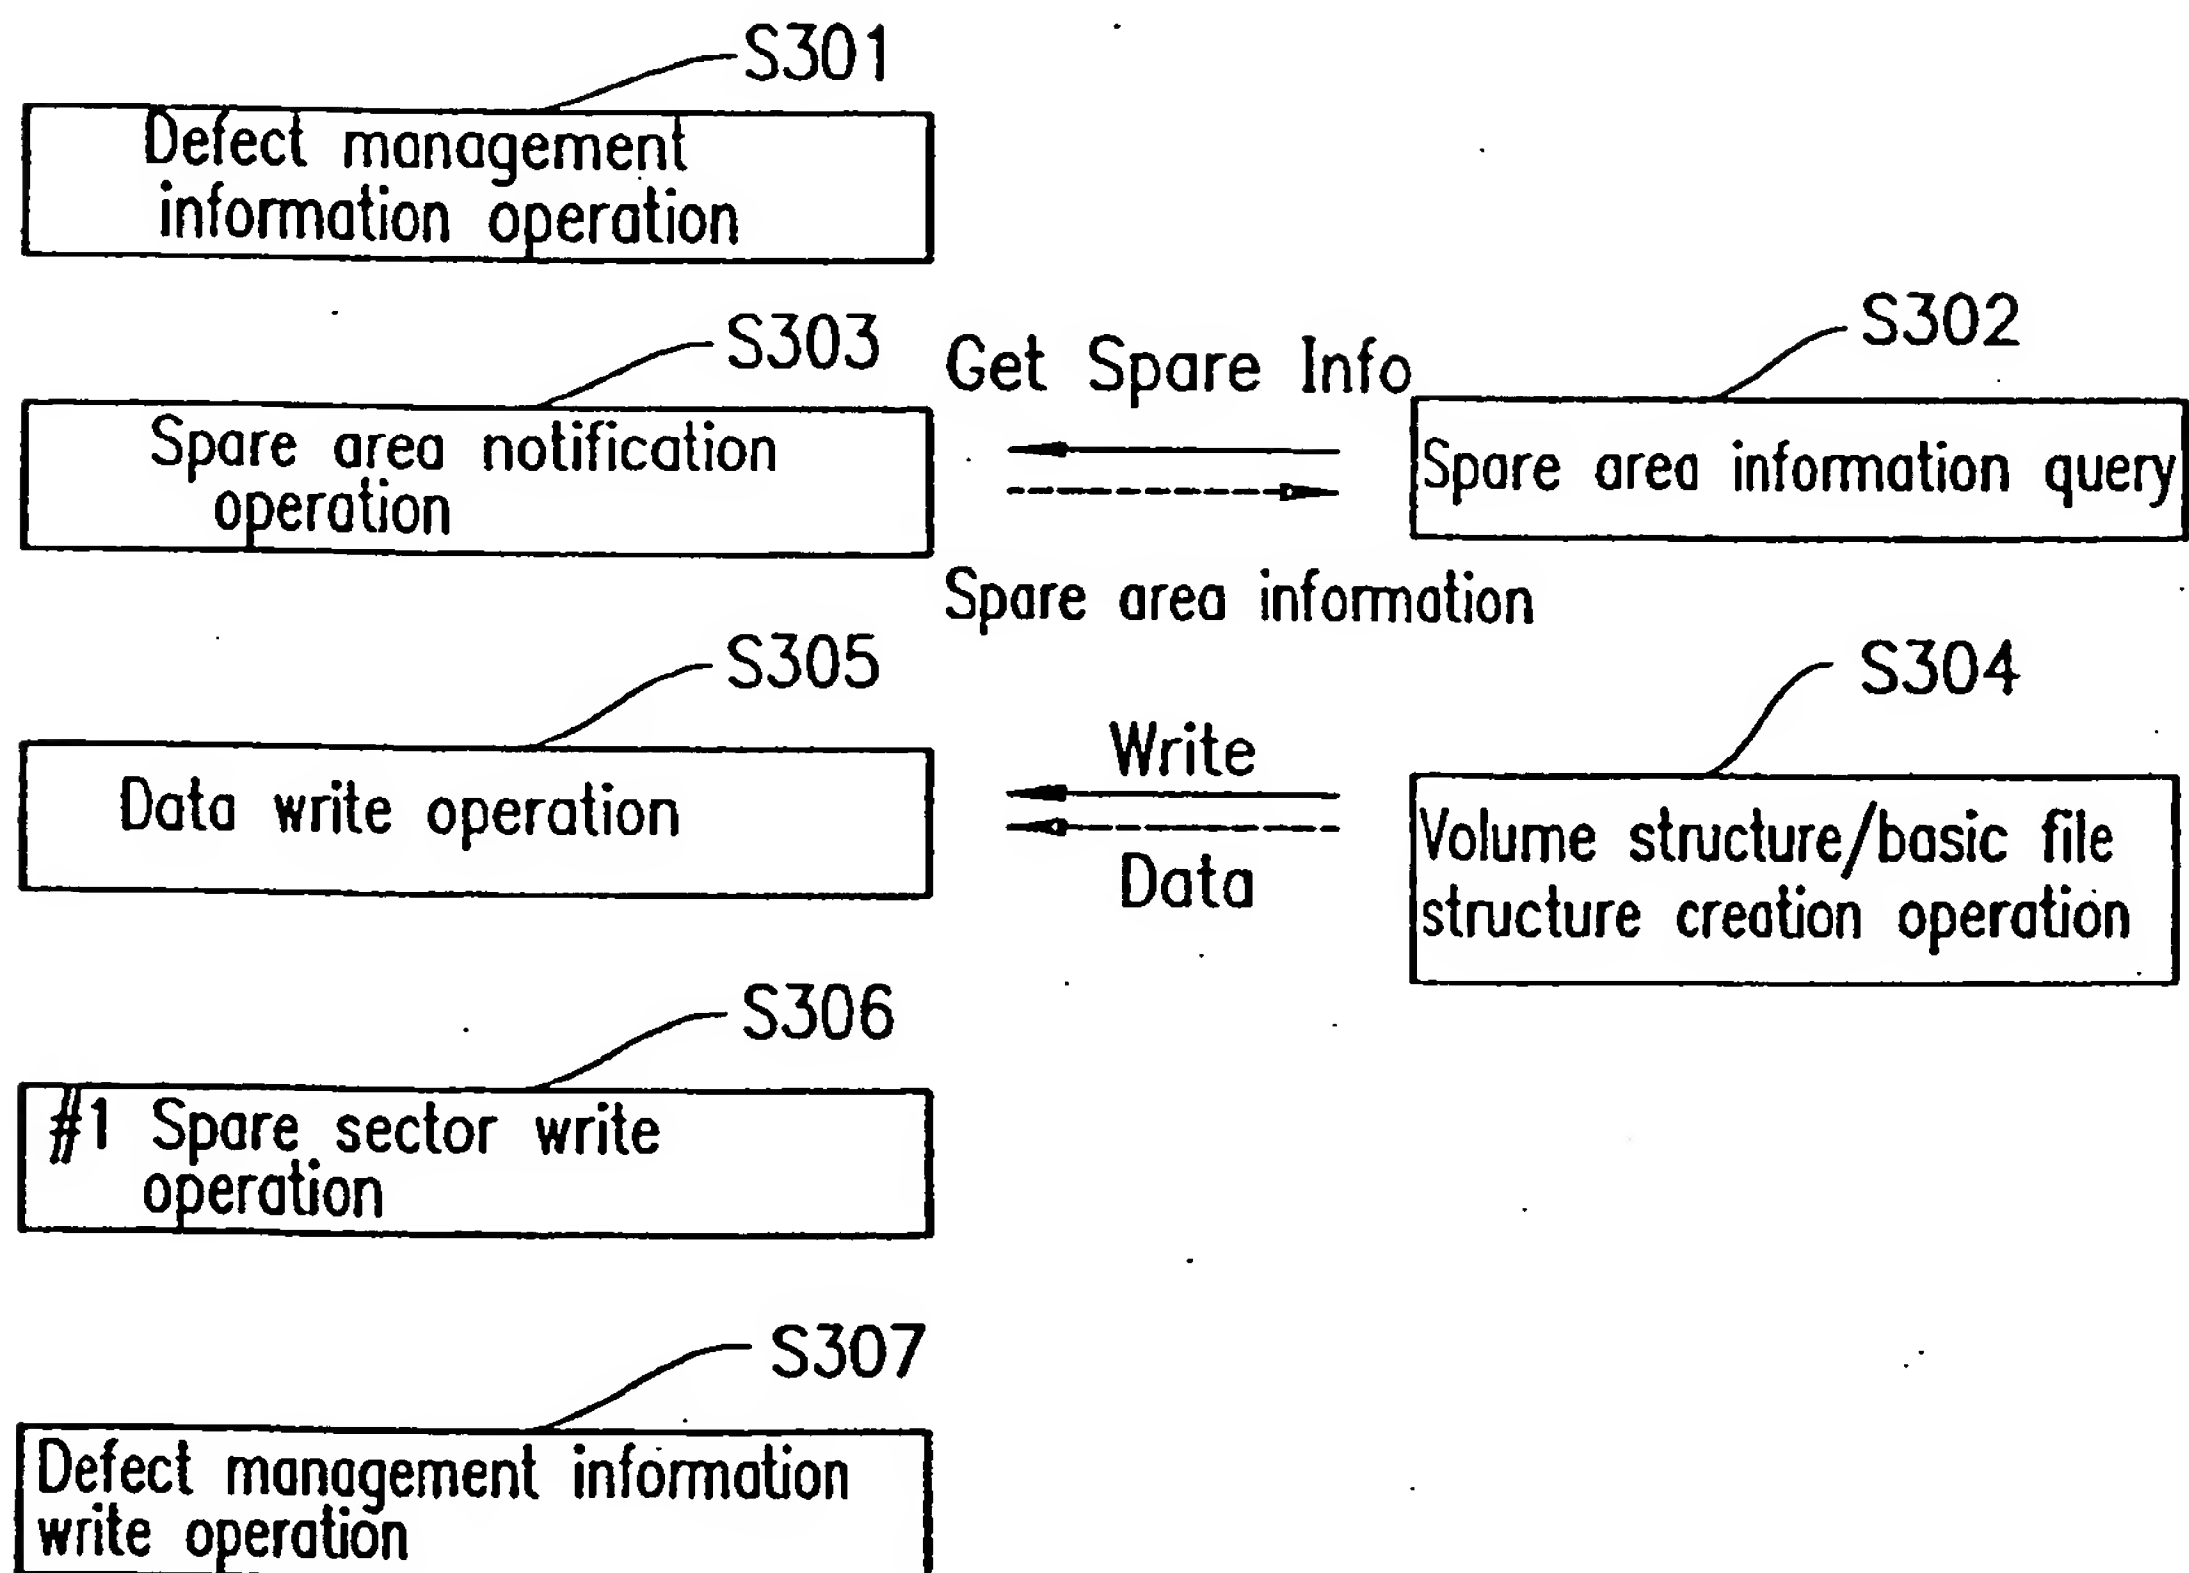 S301
Defect management
information operation
S303
Get Spare Info
S302
Spare area notification
operation
Spare area information query
Spare area information
S305
S304
Write
Data write operation
Data
Volume structure/basic file
structure creation operation
S306
#1 Spare sector write
operation
S307
Defect management information
write operation